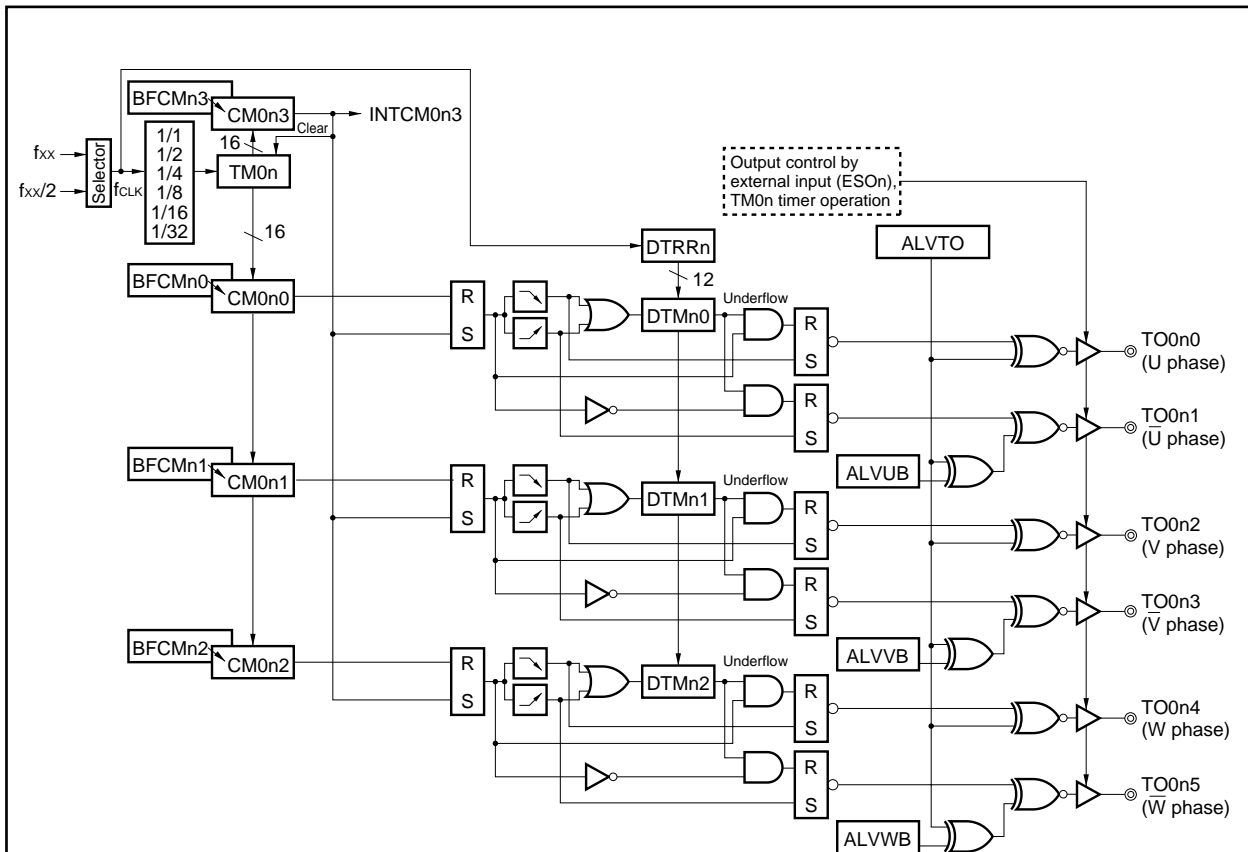 BFCMn3
CM0n3
INTCM0n3
Clear
16
fXX
fXX/2
Selector
fCLK
1/1
1/2
1/4
1/8
1/16
1/32
TM0n
16
Output control by
external input (ESOn),
TM0n timer operation
ALVTO
DTRRn
12
BFCMn0
CM0n0
R
S
DTMn0
Underflow
R
S
R
S
TO0n0
(U phase)
TO0n1
(U̅ phase)
ALVUB
BFCMn1
CM0n1
R
S
DTMn1
Underflow
R
S
R
S
TO0n2
(V phase)
TO0n3
(V̅ phase)
ALVVB
BFCMn2
CM0n2
R
S
DTMn2
Underflow
R
S
R
S
TO0n4
(W phase)
TO0n5
(W̅ phase)
ALVWB